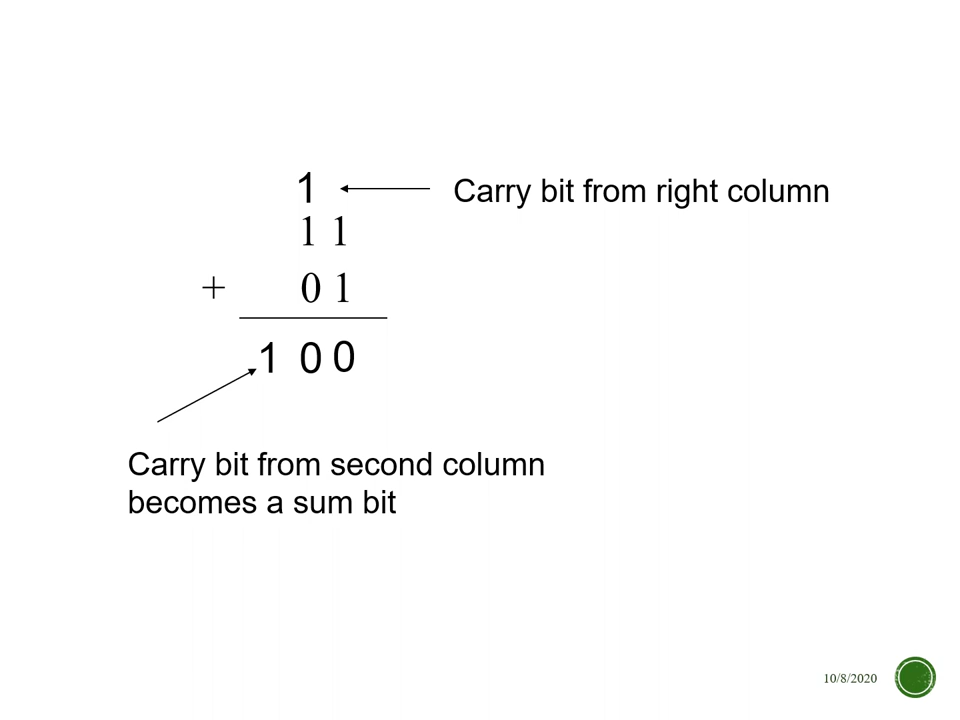 1
Carry bit from right column
1 1
+ 0 1
1 0 0
Carry bit from second column
becomes a sum bit
10/8/2020